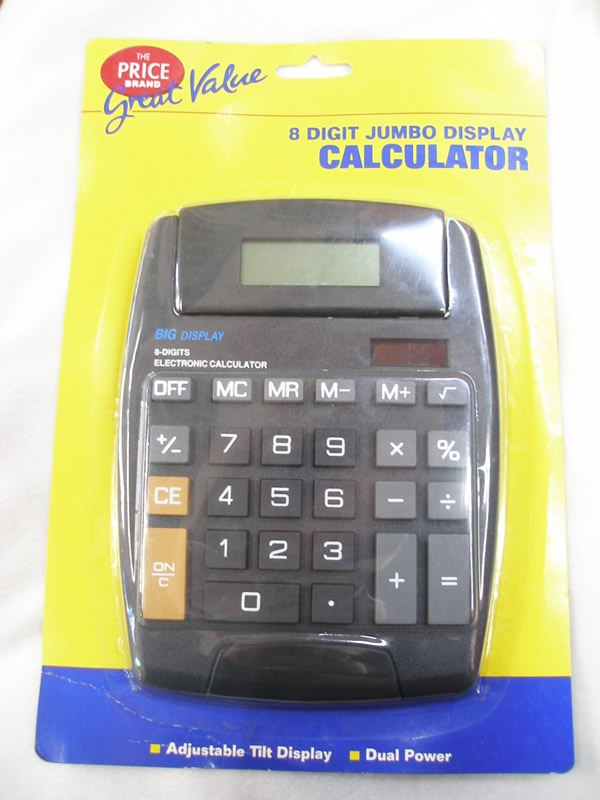 THE
PRICE
BRAND
Great Value
8 DIGIT JUMBO DISPLAY
CALCULATOR
BIG DISPLAY
8-DIGITS
ELECTRONIC CALCULATOR
OFF MC MR M− M+ √
+/− 7 8 9 × %
CE 4 5 6 − ÷
ON/C 1 2 3 + =
0 .
Adjustable Tilt Display Dual Power